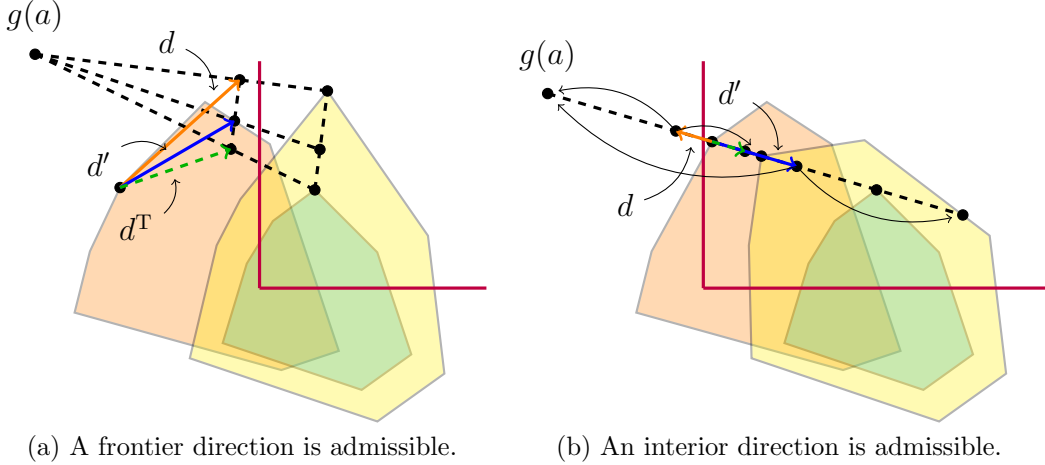 g(a)
d
d′
dᵀ
g(a)
d′
d
(a) A frontier direction is admissible.
(b) An interior direction is admissible.